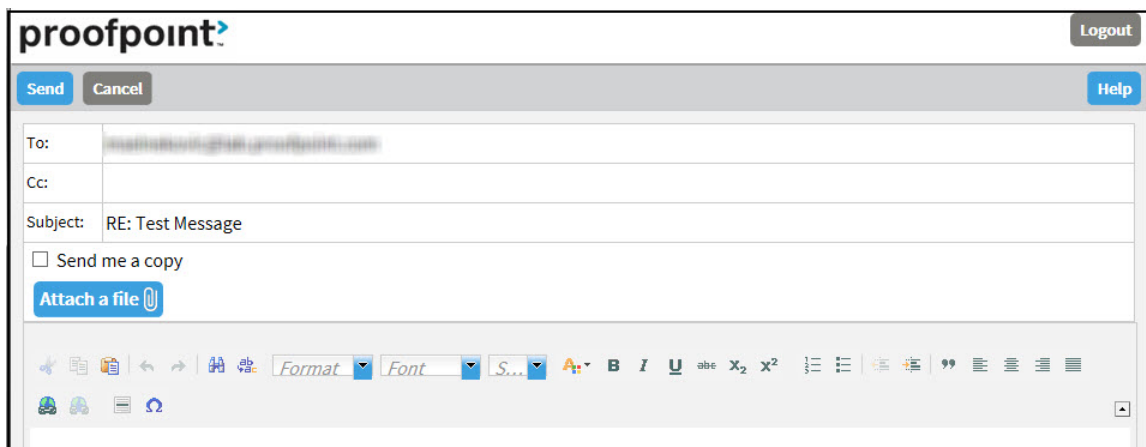 proofpoint
Logout
Send Cancel Help
To:
Cc:
Subject: RE: Test Message
Send me a copy
Attach a file
Format Font S... A B I U abc X₂ X²
Ω